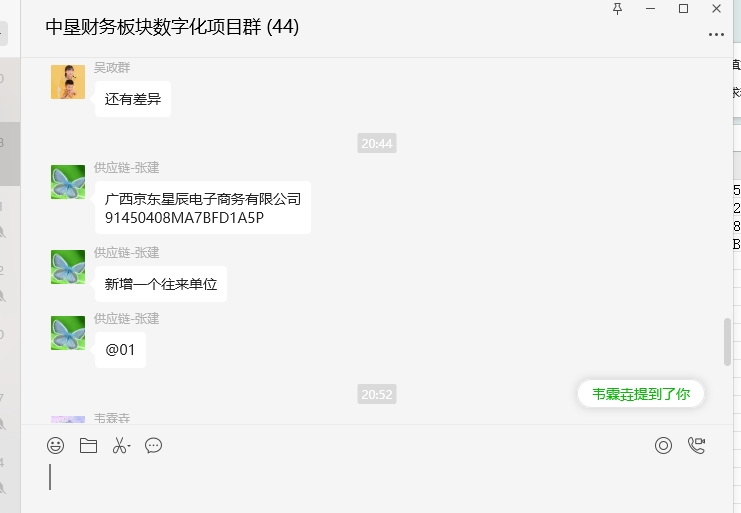 中垦财务板块数字化项目群 (44)
吴政群
还有差异
20:44
供应链-张建
广西京东星辰电子商务有限公司
91450408MA7BFD1A5P
供应链-张建
新增一个往来单位
供应链-张建
@01
20:52
韦霖垚提到了你
韦霖垚